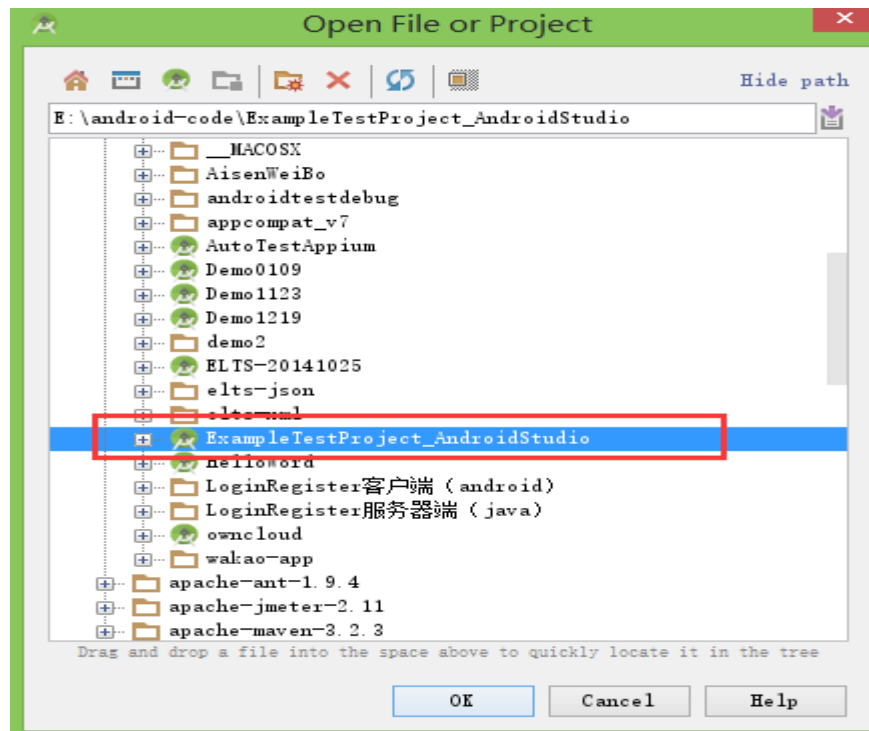 Open File or Project
Hide path
E:\android-code\ExampleTestProject_AndroidStudio
__MACOSX
AisenWeiBo
androidtestdebug
appcompat_v7
AutoTestAppium
Demo0109
Demo1123
Demo1219
demo2
ELTS-20141025
elts-json
elts-xml
ExampleTestProject_AndroidStudio
HelloWord
LoginRegister客户端（android）
LoginRegister服务器端（java）
owncloud
wakao-app
apache-ant-1.9.4
apache-jmeter-2.11
apache-maven-3.2.3
Drag and drop a file into the space above to quickly locate it in the tree
OK Cancel Help